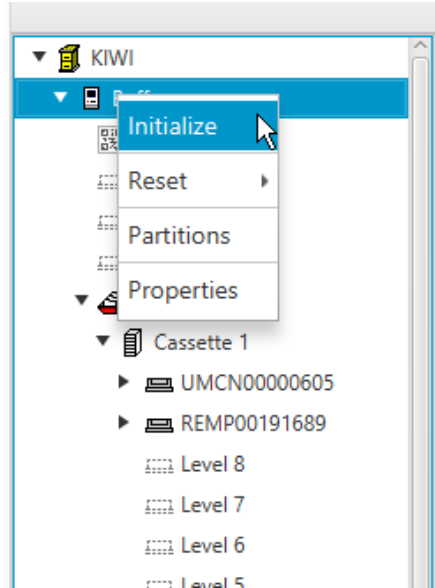 KIWI
Initialize
Reset
Partitions
Properties
Cassette 1
UMCN00000605
REMP00191689
Level 8
Level 7
Level 6
Level 5